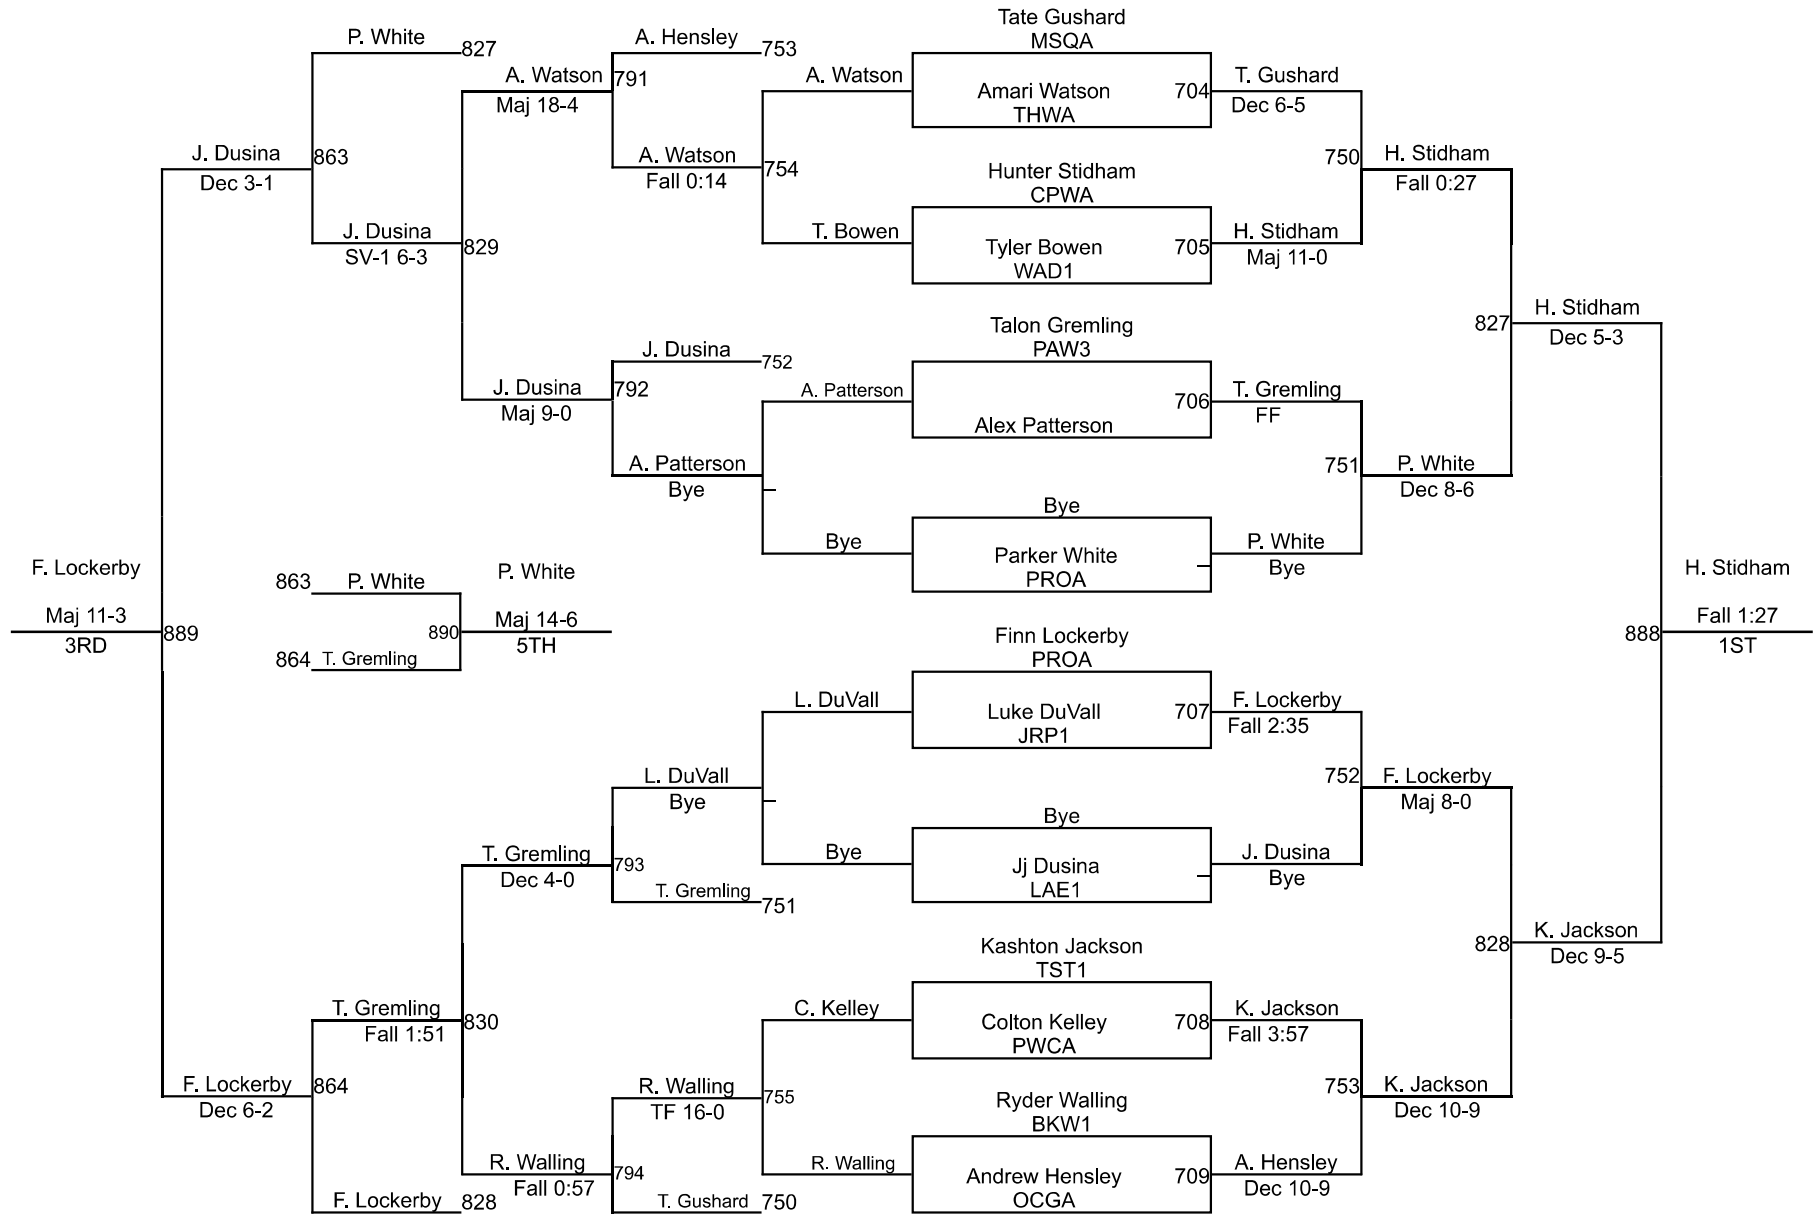 Tate Gushard
P. White 827 A. Hensley 753 MSQA
A. Watson 791 A. Watson Amari Watson 704 T. Gushard
Maj 18-4 THWA Dec 6-5
J. Dusina 863 A. Watson 754 750 H. Stidham
Dec 3-1 Fall 0:14 Hunter Stidham Fall 0:27
CPWA
J. Dusina 829 T. Bowen Tyler Bowen 705 H. Stidham
SV-1 6-3 WAD1 Maj 11-0
H. Stidham
Talon Gremling 827 Dec 5-3
J. Dusina 752 PAW3
J. Dusina 792 A. Patterson 706 T. Gremling
Maj 9-0 Alex Patterson FF
A. Patterson 751 P. White
Bye Dec 8-6
Bye
Bye Parker White P. White
PROA Bye
F. Lockerby 863 P. White P. White H. Stidham
Maj 11-3 889 890 Maj 14-6 Finn Lockerby 888 Fall 1:27
3RD 864 T. Gremling 5TH PROA 1ST
L. DuVall Luke DuVall 707 F. Lockerby
JRP1 Fall 2:35
L. DuVall 752 F. Lockerby
Bye Maj 8-0
Bye
T. Gremling 793 Bye Jj Dusina J. Dusina
Dec 4-0 LAE1 Bye
T. Gremling 751
Kashton Jackson 828 K. Jackson
TST1 Dec 9-5
T. Gremling 830 C. Kelley Colton Kelley 708 K. Jackson
Fall 1:51 PWCA Fall 3:57
F. Lockerby 864 R. Walling 755 753 K. Jackson
Dec 6-2 TF 16-0 Ryder Walling Dec 10-9
BKW1
R. Walling 794 R. Walling Andrew Hensley 709 A. Hensley
Fall 0:57 OCGA Dec 10-9
F. Lockerby 828 T. Gushard 750